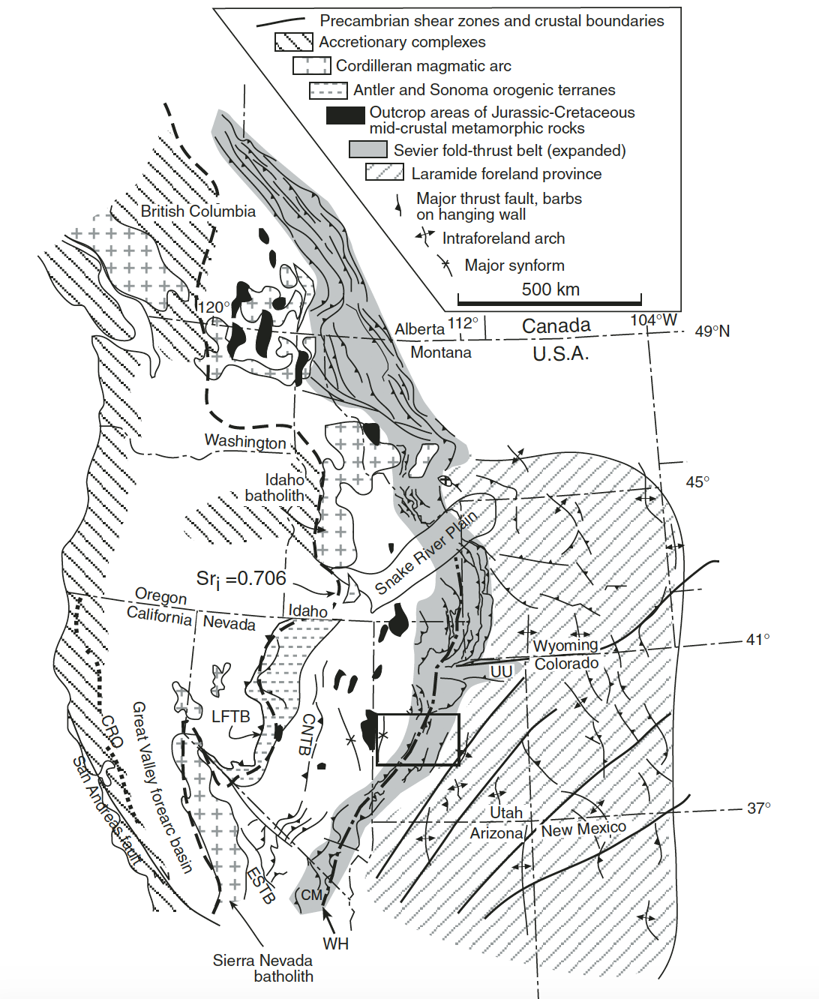 Precambrian shear zones and crustal boundaries
Accretionary complexes
Cordilleran magmatic arc
Antler and Sonoma orogenic terranes
Outcrop areas of Jurassic-Cretaceous
mid-crustal metamorphic rocks
Sevier fold-thrust belt (expanded)
Laramide foreland province
Major thrust fault, barbs
on hanging wall
Intraforeland arch
Major synform
500 km
British Columbia
120°
Alberta
112°
Canada
104°W
49°N
Montana
U.S.A.
Washington
Idaho
batholith
45°
Snake River Plain
Sri =0.706
Oregon
California
Nevada
Idaho
Wyoming
Colorado
41°
UU
LFTB
CNTB
CRO
Great Valley forearc basin
San Andreas fault
Utah
Arizona
New Mexico
37°
ESTB
CM
WH
Sierra Nevada
batholith